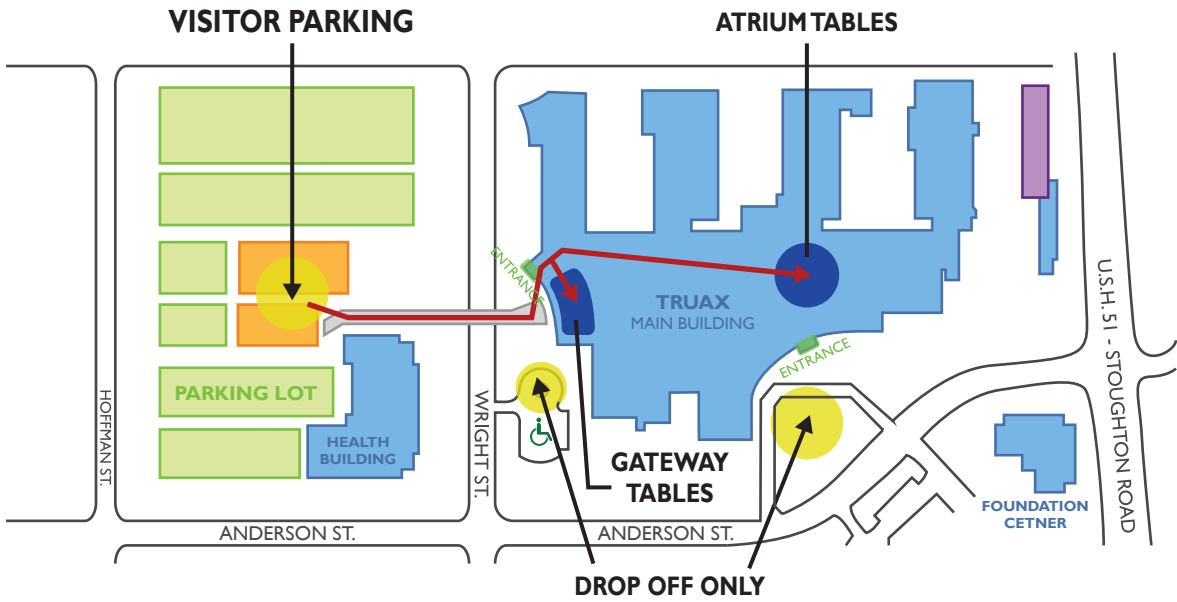 VISITOR PARKING
ATRIUM TABLES
ENTRANCE
TRUAX
MAIN BUILDING
ENTRANCE
PARKING LOT
HEALTH
BUILDING
HOFFMAN ST.
WRIGHT ST.
GATEWAY
TABLES
U.S.H. 51 - STOUGHTON ROAD
FOUNDATION
CETNER
ANDERSON ST.
ANDERSON ST.
DROP OFF ONLY